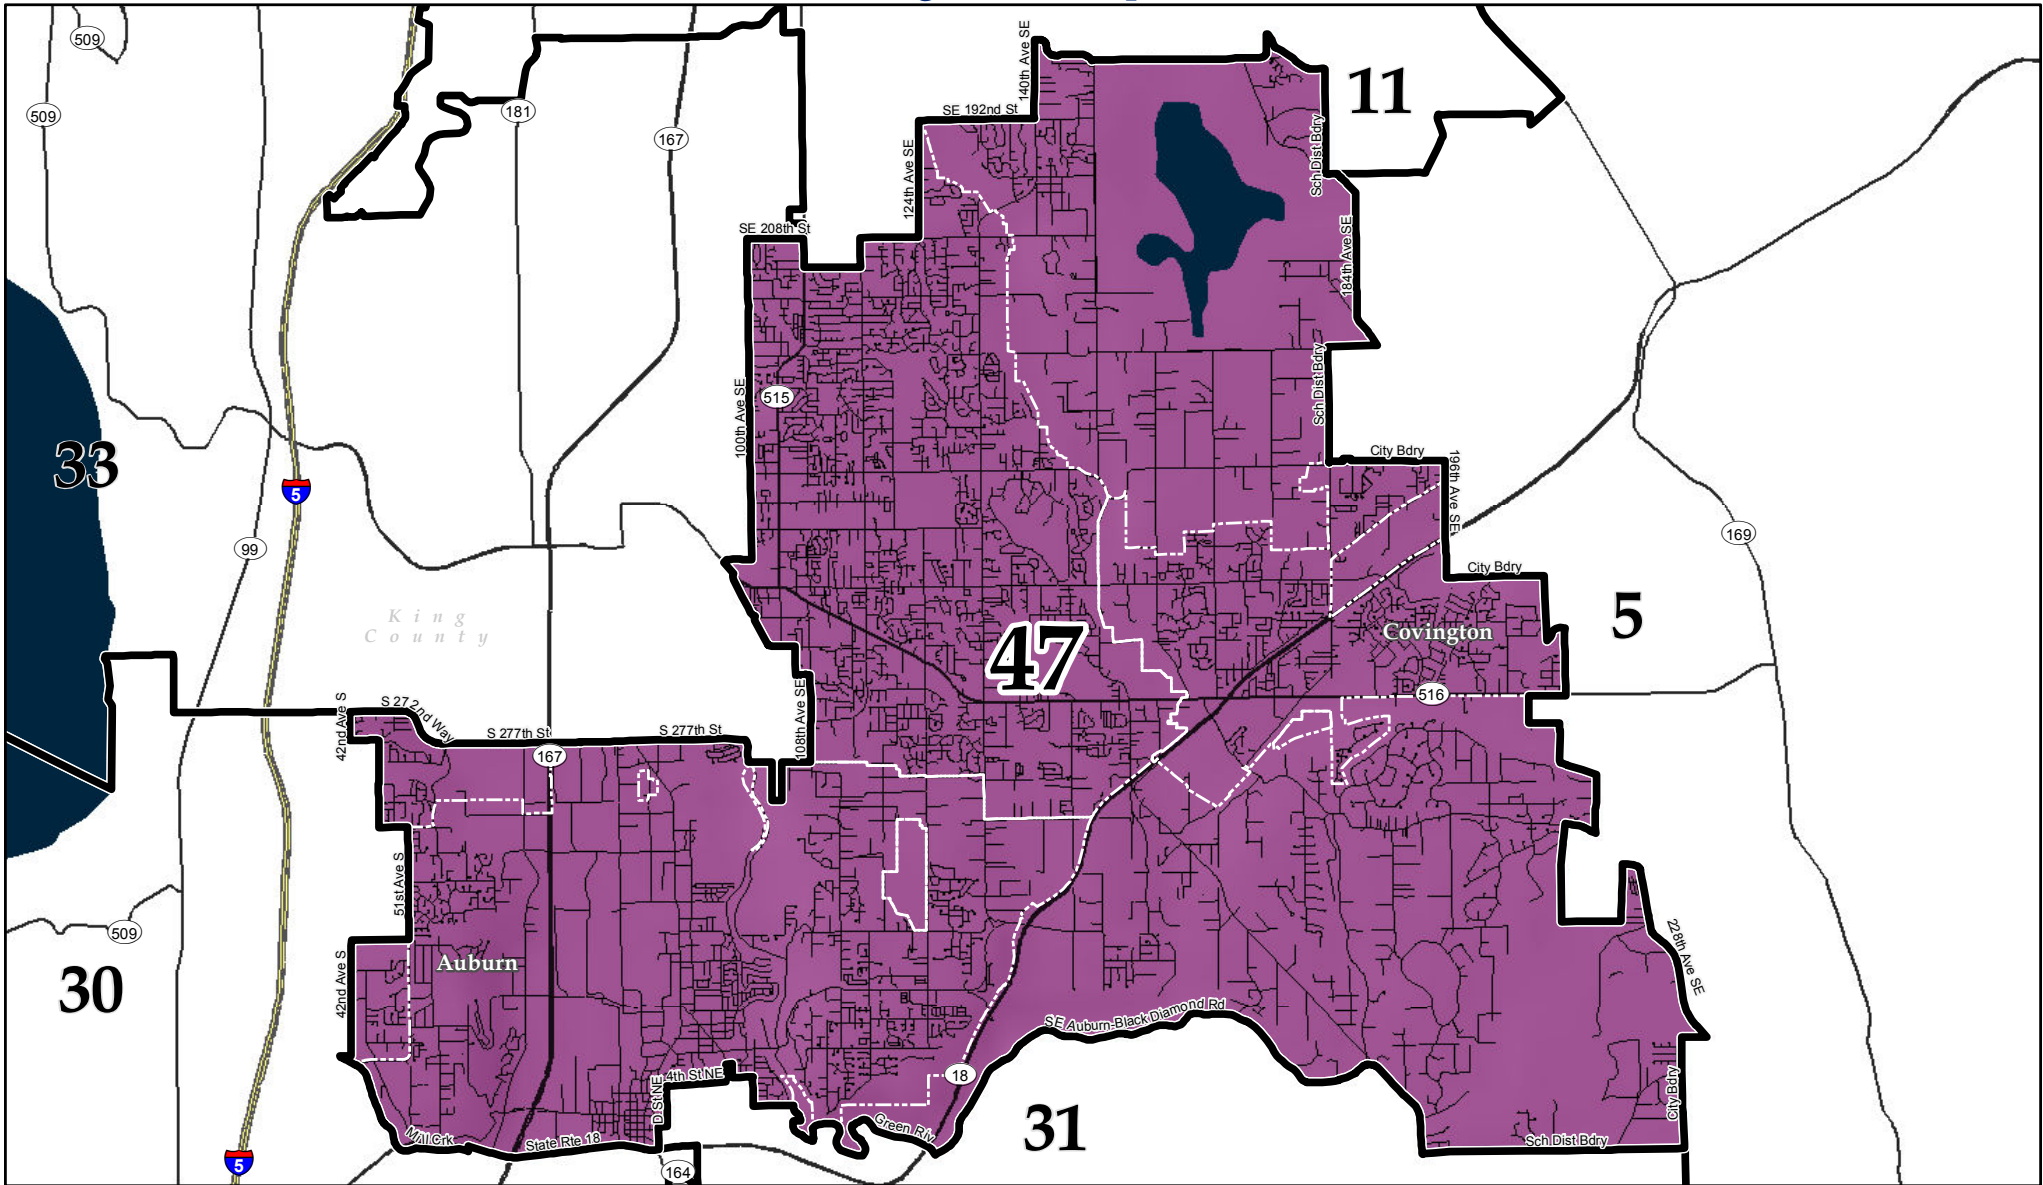 509
140th Ave SE
11
509
181
SE 192nd St
167
Sch Dist Bdry
124th Ave SE
SE 208th St
184th Ave SE
Sch Dist Bdry
515
100th Ave SE
33
City Bdry
196th Ave SE
5
99
169
City Bdry
King
County
5
47
Covington
516
42nd Ave S
S 272nd Way
S 277th St
S 277th St
108th Ave SE
167
51st Ave S
509
Auburn
30
42nd Ave S
228th Ave SE
SE Auburn-Black Diamond Rd
4th St NE
18
D St NE
City Bdry
31
Mill Crk
State Rte 18
Green Riv
Sch Dist Bdry
5
164